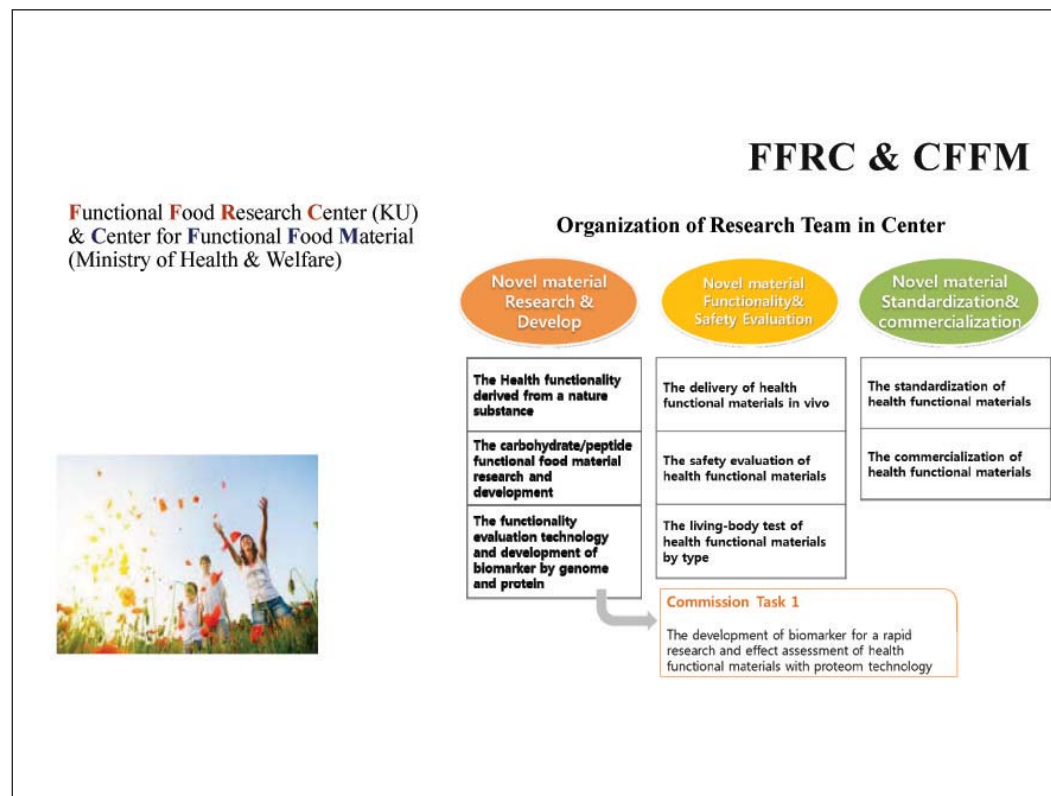 FFRC & CFFM
Functional Food Research Center (KU)
& Center for Functional Food Material
(Ministry of Health & Welfare)
Organization of Research Team in Center
Novel material
Research &
Develop
The Health functionality
derived from a nature
substance
The carbohydrate/peptide
functional food material
research and
development
The functionality
evaluation technology
and development of
biomarker by genome
and protein
Novel material
Functionality&
Safety Evaluation
The delivery of health
functional materials in vivo
The safety evaluation of
health functional materials
The living-body test of
health functional materials
by type
Novel material
Standardization&
commercialization
The standardization of
health functional materials
The commercialization of
health functional materials
Commission Task 1
The development of biomarker for a rapid
research and effect assessment of health
functional materials with proteom technology